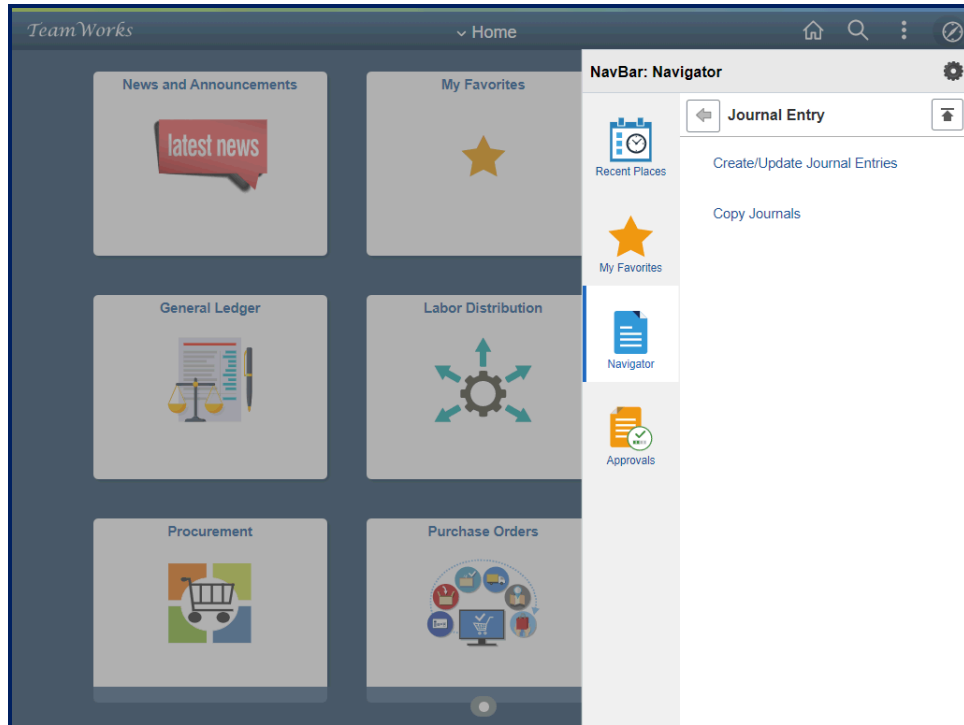 TeamWorks
Home
NavBar: Navigator
News and Announcements
latest news
My Favorites
General Ledger
Labor Distribution
Procurement
Purchase Orders
Recent Places
My Favorites
Navigator
Approvals
Journal Entry
Create/Update Journal Entries
Copy Journals